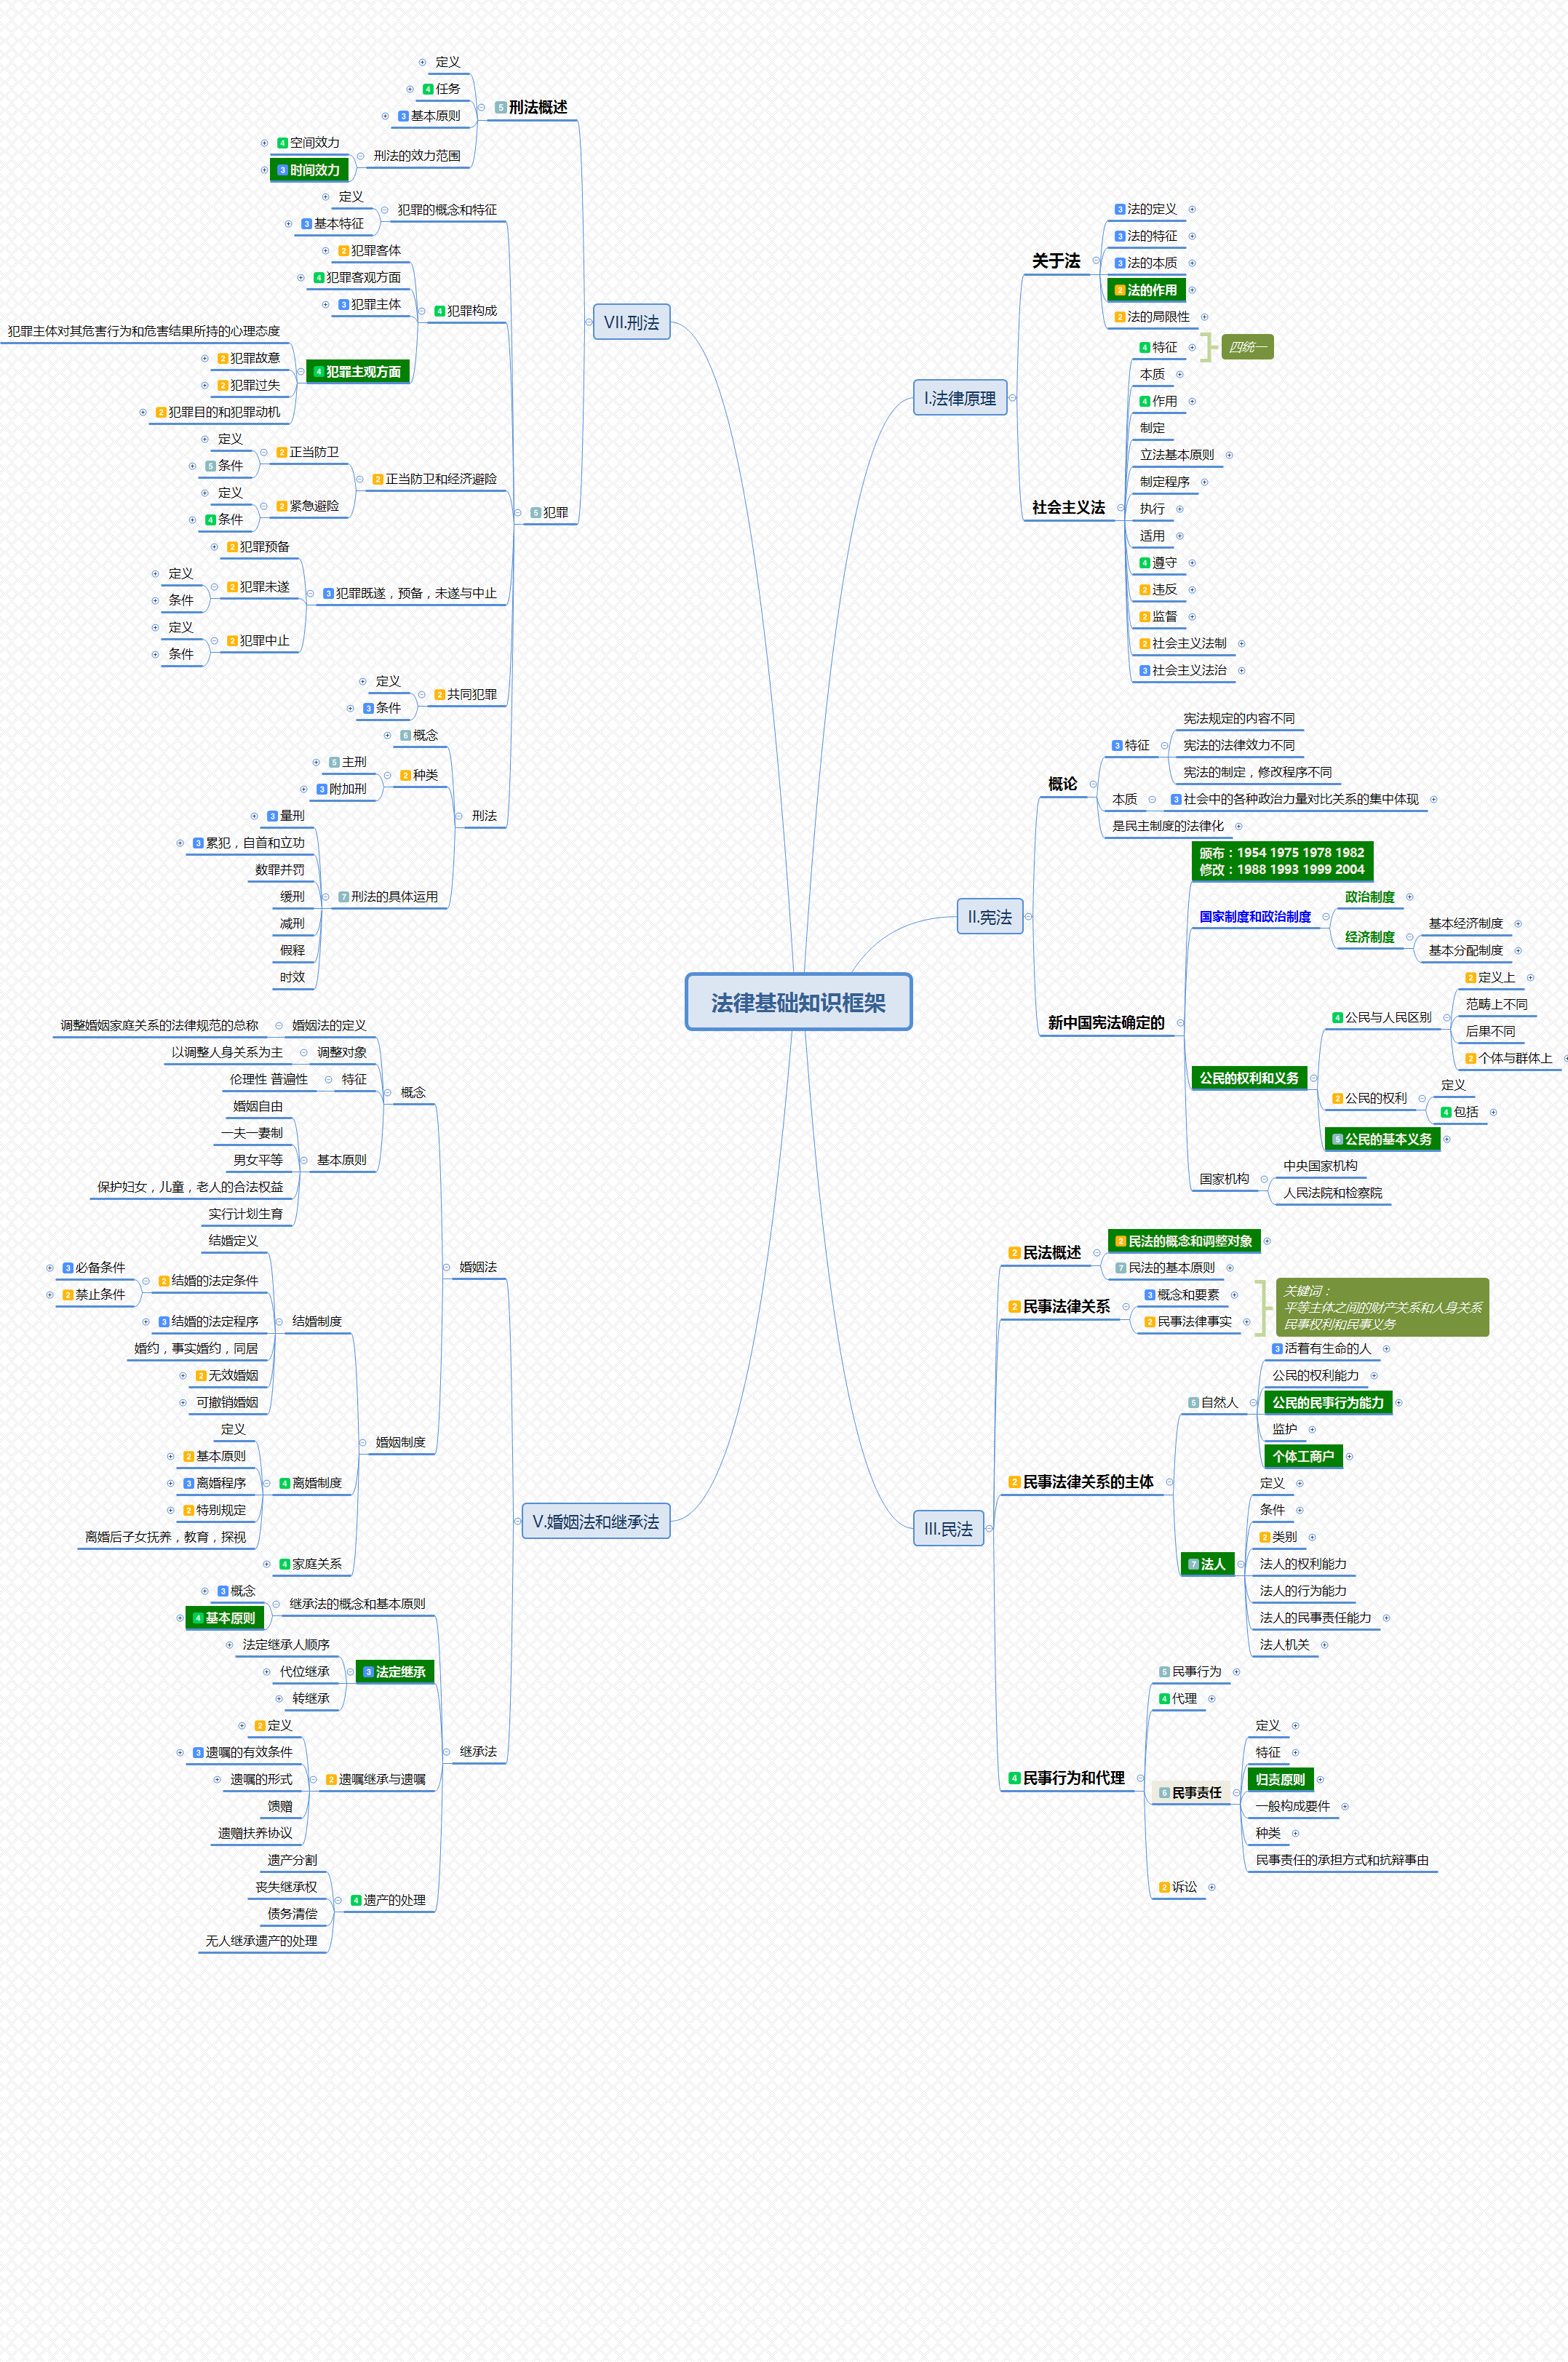 法律基础知识框架
I.法律原理
关于法
3 法的定义
3 法的特征
3 法的本质
2 法的作用
2 法的局限性
社会主义法
4 特征
四统一
本质
4 作用
制定
立法基本原则
制定程序
执行
适用
4 遵守
2 违反
2 监督
2 社会主义法制
3 社会主义法治
II.宪法
概论
3 特征
宪法规定的内容不同
宪法的法律效力不同
宪法的制定，修改程序不同
本质
3 社会中的各种政治力量对比关系的集中体现
是民主制度的法律化
新中国宪法确定的
颁布：1954 1975 1978 1982
修改：1988 1993 1999 2004
国家制度和政治制度
政治制度
经济制度
基本经济制度
基本分配制度
公民的权利和义务
4 公民与人民区别
2 定义上
范畴上不同
后果不同
2 个体与群体上
2 公民的权利
定义
4 包括
5 公民的基本义务
国家机构
中央国家机构
人民法院和检察院
III.民法
2 民法概述
2 民法的概念和调整对象
7 民法的基本原则
2 民事法律关系
3 概念和要素
2 民事法律事实
关键词：
平等主体之间的财产关系和人身关系
民事权利和民事义务
2 民事法律关系的主体
5 自然人
3 活着有生命的人
公民的权利能力
公民的民事行为能力
监护
个体工商户
7 法人
定义
条件
2 类别
法人的权利能力
法人的行为能力
法人的民事责任能力
法人机关
4 民事行为和代理
5 民事行为
4 代理
6 民事责任
定义
特征
归责原则
一般构成要件
种类
民事责任的承担方式和抗辩事由
2 诉讼
V.婚姻法和继承法
婚姻法
概念
婚姻法的定义
调整婚姻家庭关系的法律规范的总称
调整对象
以调整人身关系为主
特征
伦理性 普遍性
基本原则
婚姻自由
一夫一妻制
男女平等
保护妇女，儿童，老人的合法权益
实行计划生育
婚姻制度
结婚制度
结婚定义
2 结婚的法定条件
3 必备条件
2 禁止条件
3 结婚的法定程序
婚约，事实婚约，同居
2 无效婚姻
可撤销婚姻
4 离婚制度
定义
2 基本原则
3 离婚程序
2 特别规定
离婚后子女抚养，教育，探视
4 家庭关系
继承法
继承法的概念和基本原则
3 概念
4 基本原则
3 法定继承
法定继承人顺序
代位继承
转继承
2 遗嘱继承与遗嘱
2 定义
3 遗嘱的有效条件
遗嘱的形式
馈赠
遗赠扶养协议
4 遗产的处理
遗产分割
丧失继承权
债务清偿
无人继承遗产的处理
VII.刑法
5 刑法概述
定义
4 任务
3 基本原则
刑法的效力范围
4 空间效力
3 时间效力
5 犯罪
犯罪的概念和特征
定义
3 基本特征
4 犯罪构成
2 犯罪客体
4 犯罪客观方面
3 犯罪主体
4 犯罪主观方面
犯罪主体对其危害行为和危害结果所持的心理态度
2 犯罪故意
2 犯罪过失
2 犯罪目的和犯罪动机
2 正当防卫和经济避险
2 正当防卫
定义
5 条件
2 紧急避险
定义
4 条件
3 犯罪既遂，预备，未遂与中止
2 犯罪预备
2 犯罪未遂
定义
条件
2 犯罪中止
定义
条件
2 共同犯罪
定义
3 条件
刑法
6 概念
2 种类
5 主刑
3 附加刑
7 刑法的具体运用
3 量刑
3 累犯，自首和立功
数罪并罚
缓刑
减刑
假释
时效